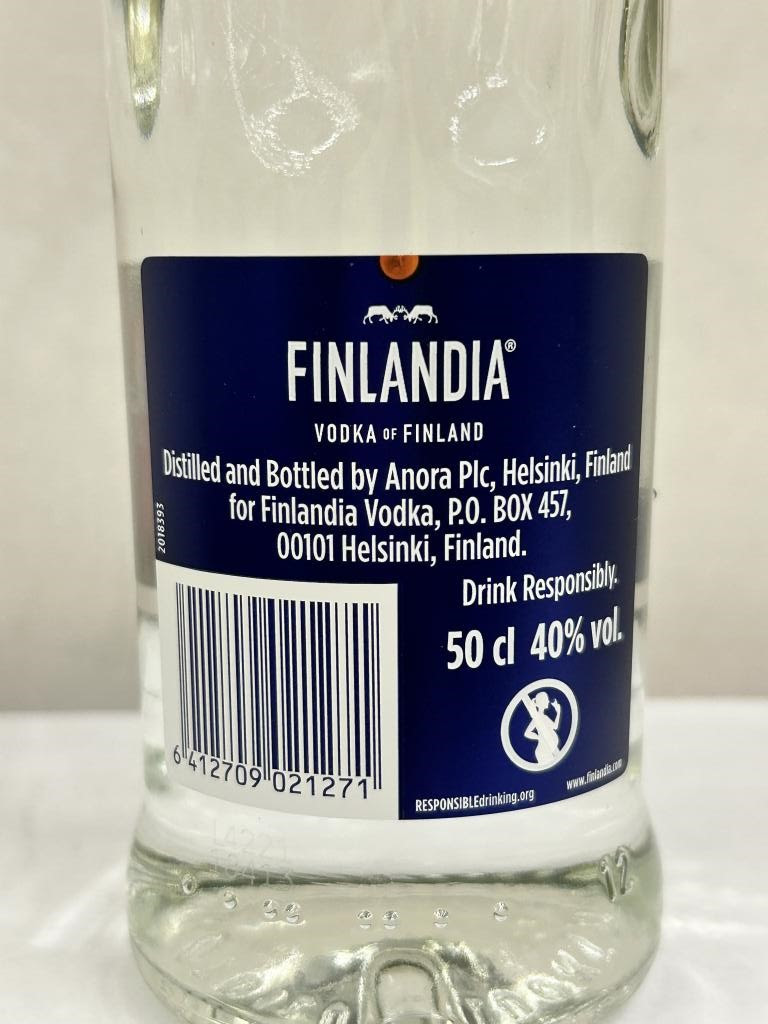 FINLANDIA®
VODKA OF FINLAND
Distilled and Bottled by Anora Plc, Helsinki, Finland
for Finlandia Vodka, P.O. BOX 457,
00101 Helsinki, Finland.
2018393
Drink Responsibly.
50 cl 40% vol.
6 412709 021271
RESPONSIBLEdrinking.org
www.finlandia.com
12